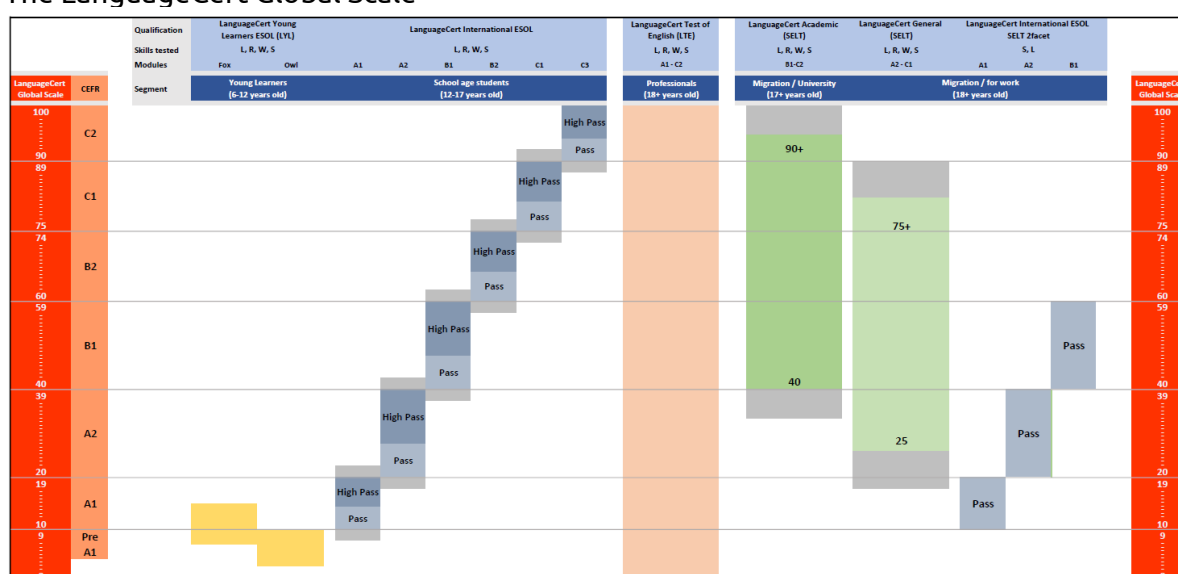 The LanguageCert Global Scale
Qualification
LanguageCert Young
Learners ESOL (LYL)
LanguageCert International ESOL
LanguageCert Test of
English (LTE)
LanguageCert Academic
(SELT)
LanguageCert General
(SELT)
LanguageCert International ESOL
SELT 2facet
Skills tested
L, R, W, S
L, R, W, S
L, R, W, S
L, R, W, S
L, R, W, S
S, L
Modules
Fox
Owl
A1
A2
B1
B2
C1
C3
A1 - C2
B1-C2
A2 - C1
A1
A2
B1
LanguageCert
Global Scale
CEFR
Segment
Young Learners
(6-12 years old)
School age students
(12-17 years old)
Professionals
(18+ years old)
Migration / University
(17+ years old)
Migration / for work
(18+ years old)
LanguageCe
Global Sca
100
C2
High Pass
Pass
90+
100
90
89
90
89
C1
High Pass
Pass
75+
75
74
75
74
B2
High Pass
Pass
60
59
60
59
B1
High Pass
Pass
Pass
40
39
40
40
39
A2
High Pass
Pass
25
Pass
20
19
20
19
A1
High Pass
Pass
Pass
10
9
10
9
Pre
A1